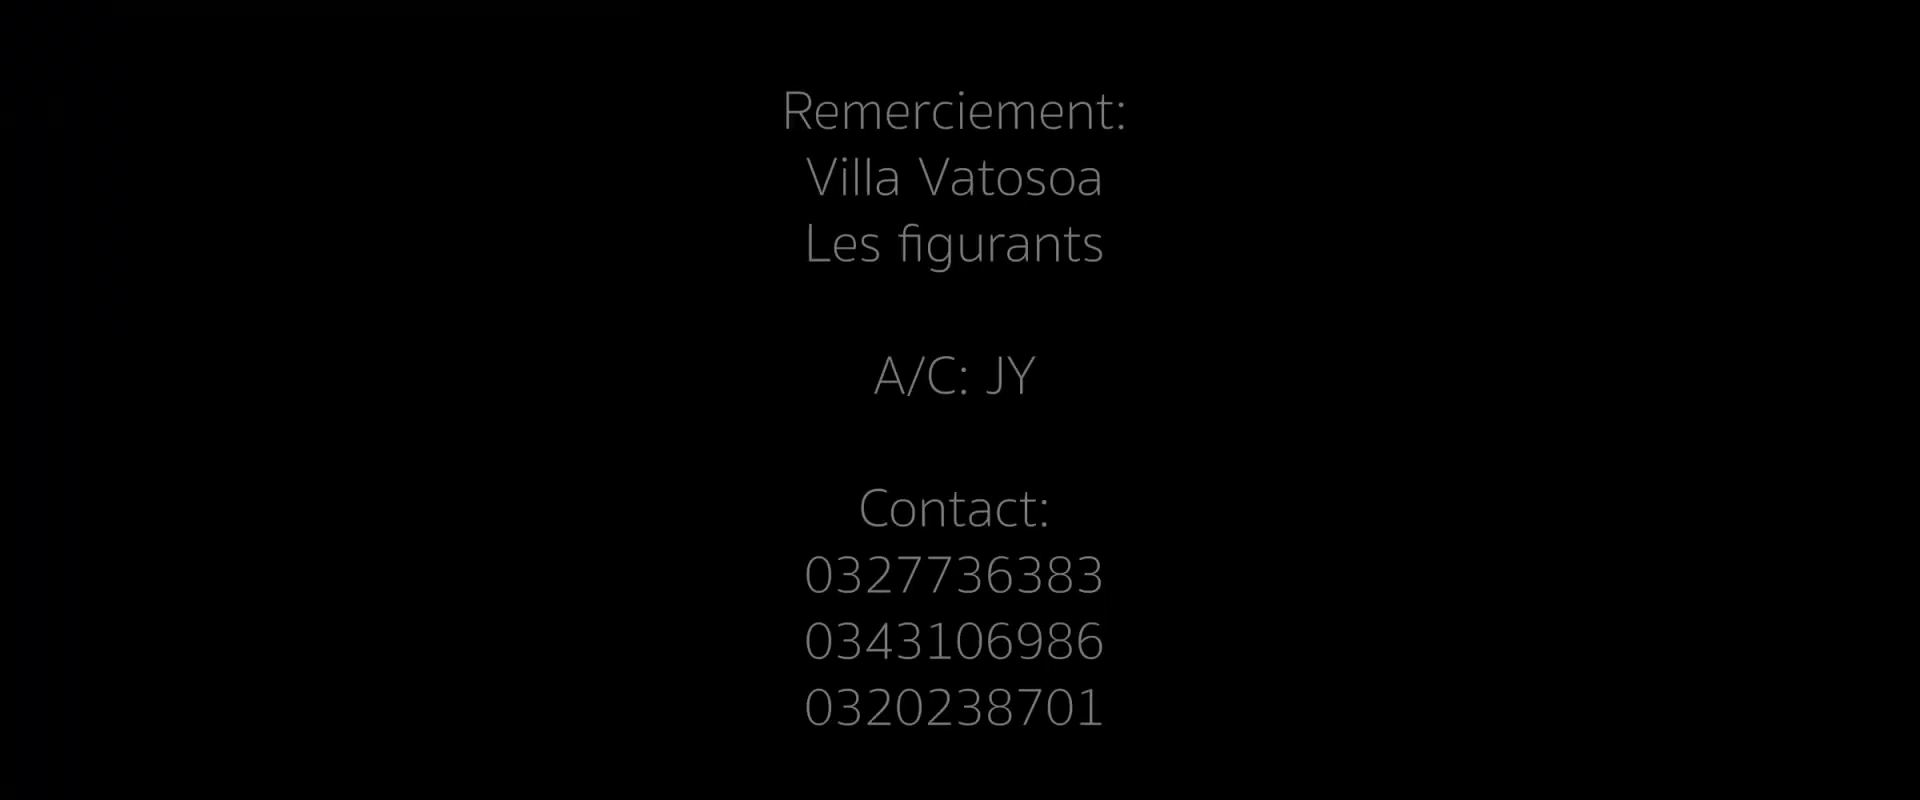 Remerciement:
Villa Vatosoa
Les figurants
A/C: JY
Contact:
0327736383
0343106986
0320238701